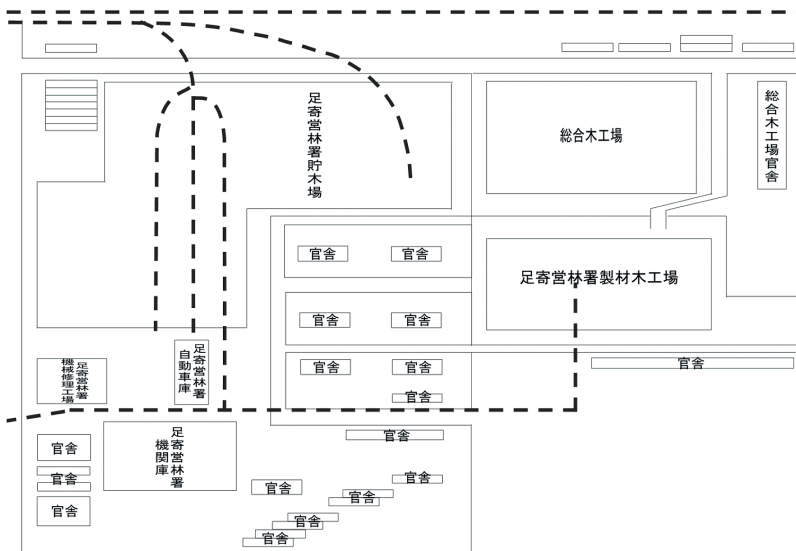 足寄営林署貯木場
総合木工場
総合木工場官舎
官舎
官舎
足寄営林署製材木工場
官舎
官舎
足寄営林署
機械修理工場
足寄営林署
自動車庫
官舎
官舎
官舎
官舎
官舎
足寄営林署
機関庫
官舎
官舎
官舎
官舎
官舎
官舎
官舎
官舎